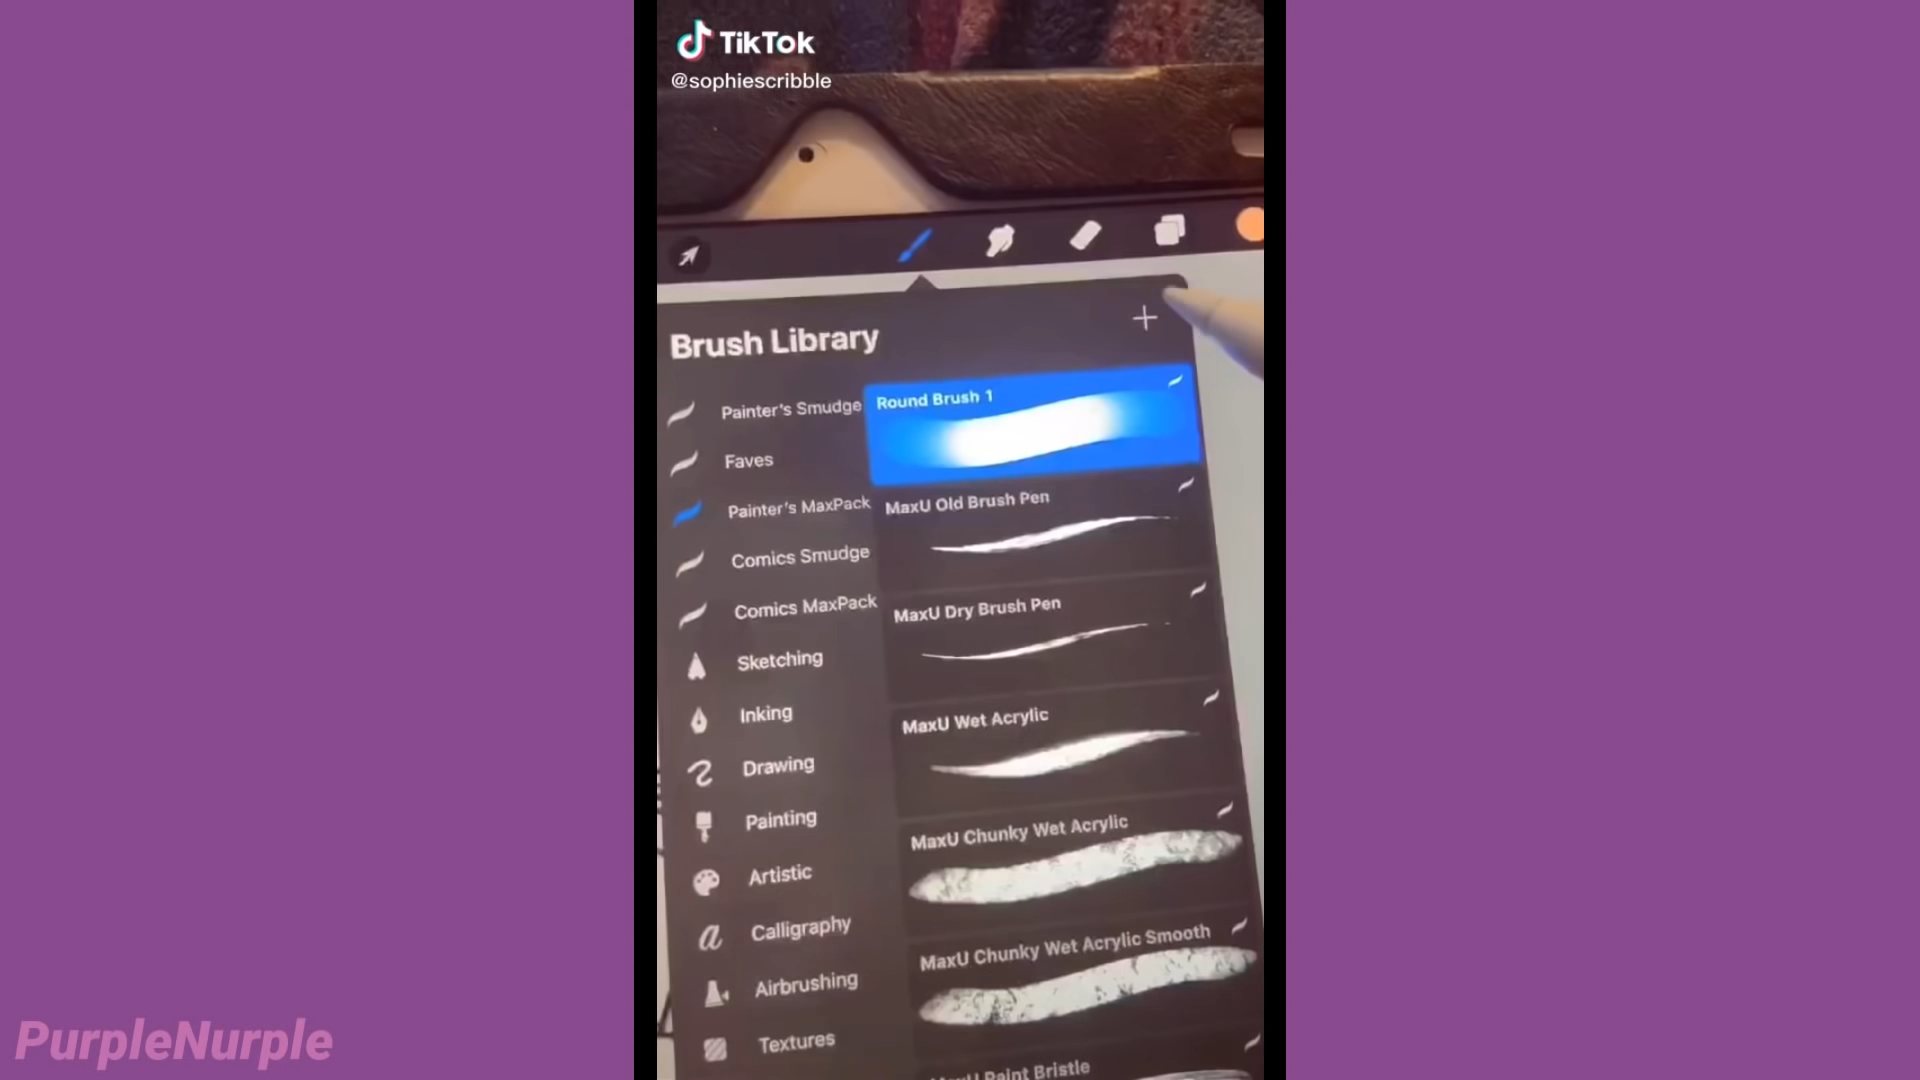 TikTok
@sophiescribble
Brush Library
Painter's Smudge
Faves
Painter's MaxPack
Comics Smudge
Comics MaxPack
Sketching
Inking
Drawing
Painting
Artistic
Calligraphy
Airbrushing
Textures
Round Brush 1
MaxU Old Brush Pen
MaxU Dry Brush Pen
MaxU Wet Acrylic
MaxU Chunky Wet Acrylic
MaxU Chunky Wet Acrylic Smooth
MaxU Paint Bristle
PurpleNurple